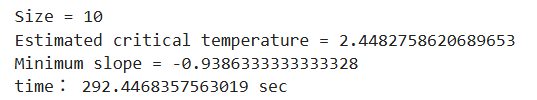 Size = 10
Estimated critical temperature = 2.4482758620689653
Minimum slope = -0.9386333333333328
time： 292.4468357563019 sec